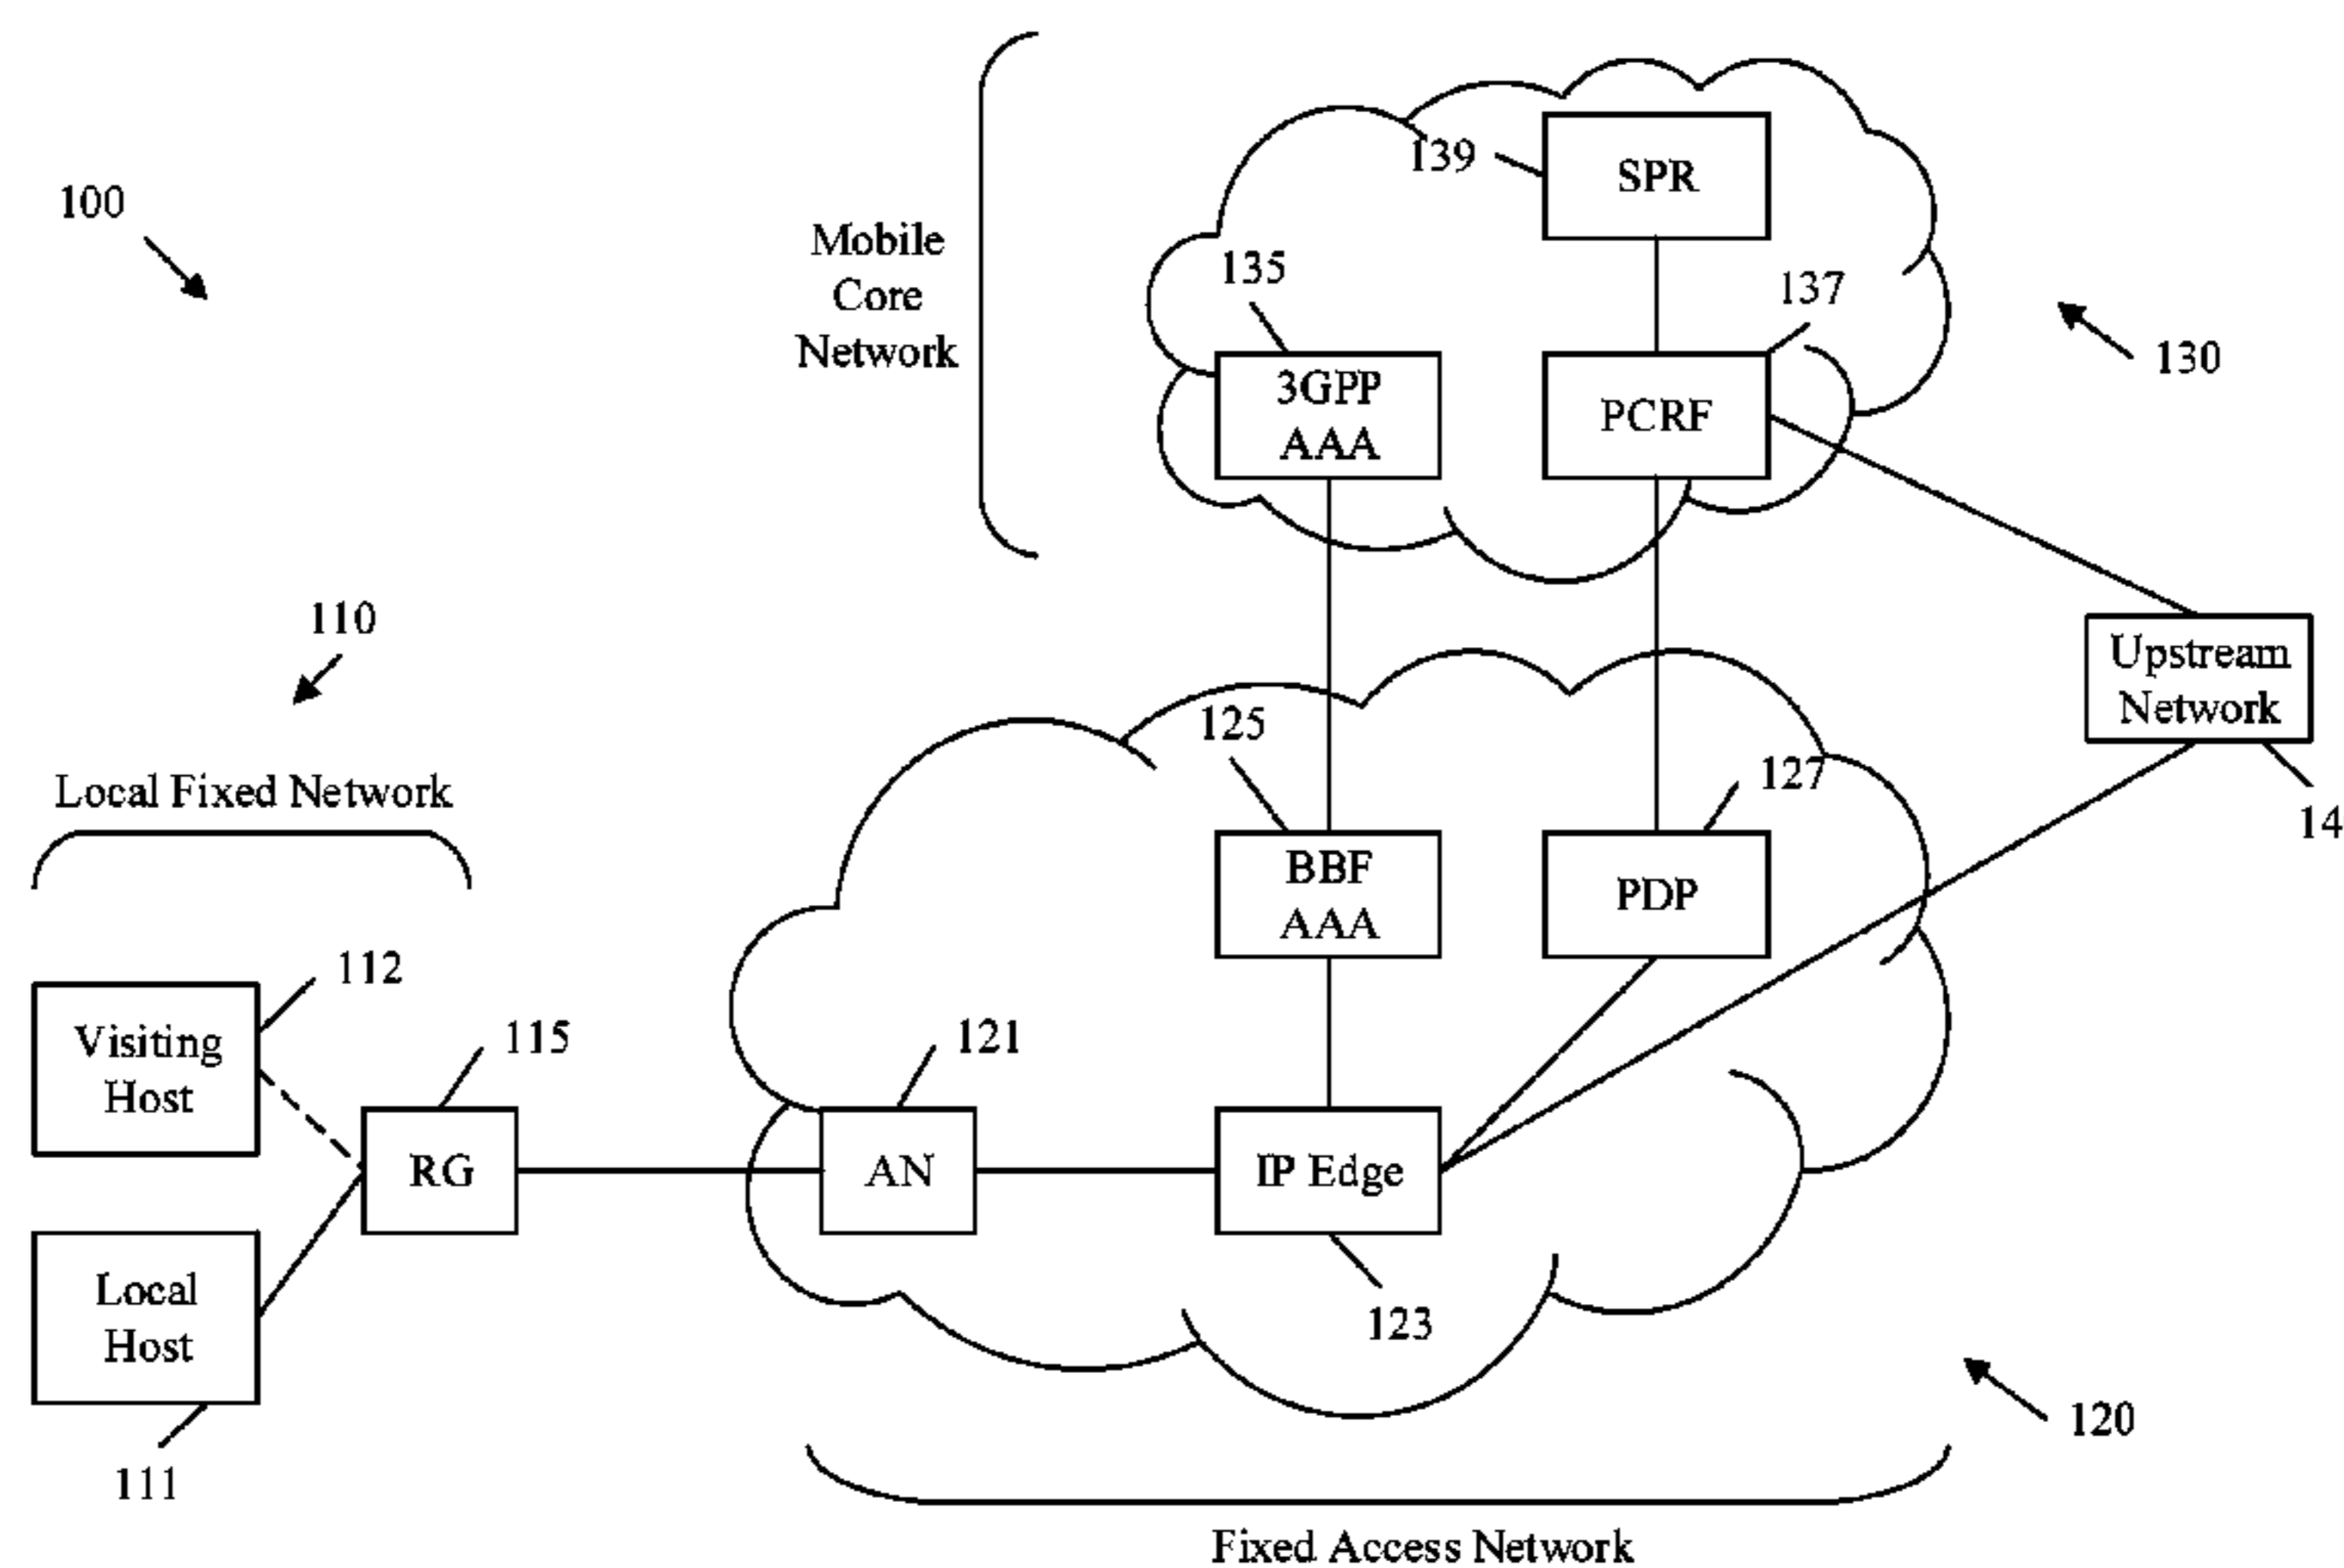 139
SPR
100
Mobile
Core
Network
135
137
130
3GPP
AAA
PCRF
110
Upstream
Network
14
125
127
Local Fixed Network
BBF
AAA
PDP
112
Visiting
Host
115
121
RG
AN
IP Edge
Local
Host
123
111
120
Fixed Access Network